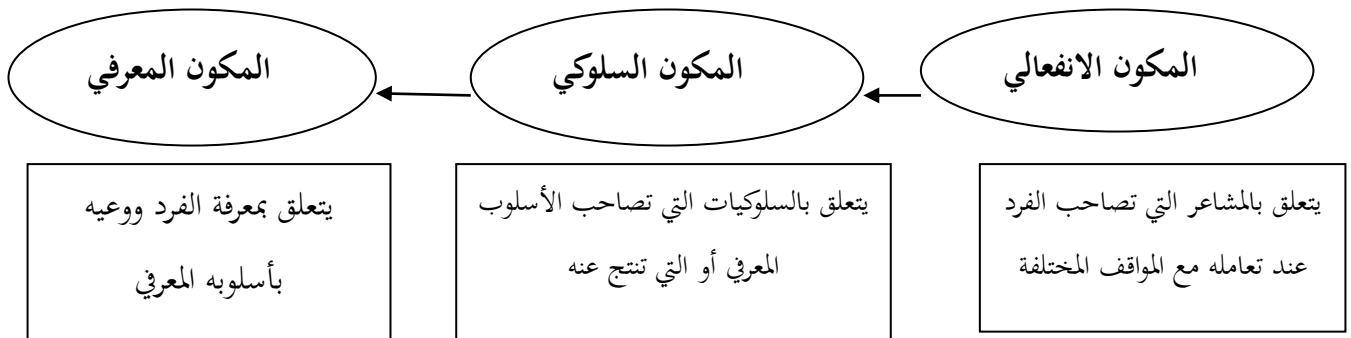 المكون الانفعالي
المكون السلوكي
المكون المعرفي
يتعلق بالمشاعر التي تصاحب الفرد
عند تعامله مع المواقف المختلفة
يتعلق بالسلوكيات التي تصاحب الأسلوب
المعرفي أو التي تنتج عنه
يتعلق بمعرفة الفرد ووعيه
بأسلوبه المعرفي